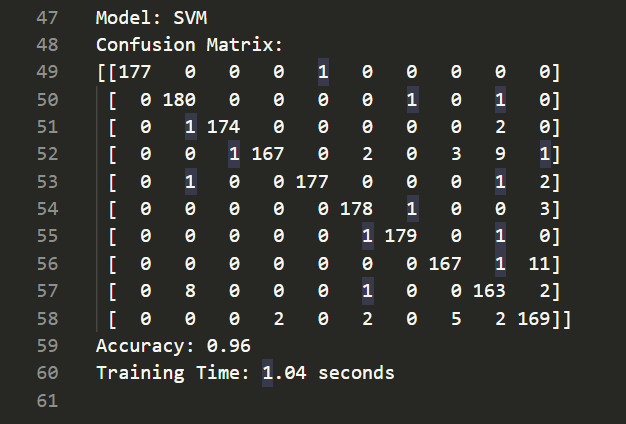 47 Model: SVM
48 Confusion Matrix:
49 [[177   0   0   0   1   0   0   0   0   0]
50  [  0 180   0   0   0   0   1   0   1   0]
51  [  0   1 174   0   0   0   0   0   2   0]
52  [  0   0   1 167   0   2   0   3   9   1]
53  [  0   1   0   0 177   0   0   0   1   2]
54  [  0   0   0   0   0 178   1   0   0   3]
55  [  0   0   0   0   0   1 179   0   1   0]
56  [  0   0   0   0   0   0   0 167   1  11]
57  [  0   8   0   0   0   1   0   0 163   2]
58  [  0   0   0   2   0   2   0   5   2 169]]
59 Accuracy: 0.96
60 Training Time: 1.04 seconds
61